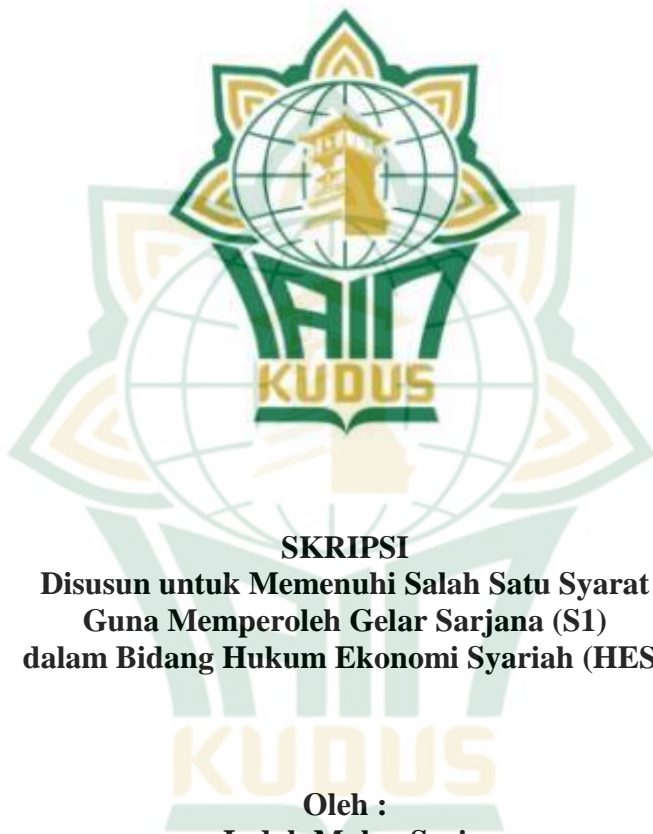 IAIN
KUDUS
SKRIPSI
Disusun untuk Memenuhi Salah Satu Syarat
Guna Memperoleh Gelar Sarjana (S1)
dalam Bidang Hukum Ekonomi Syariah (HES
KUDUS
Oleh :